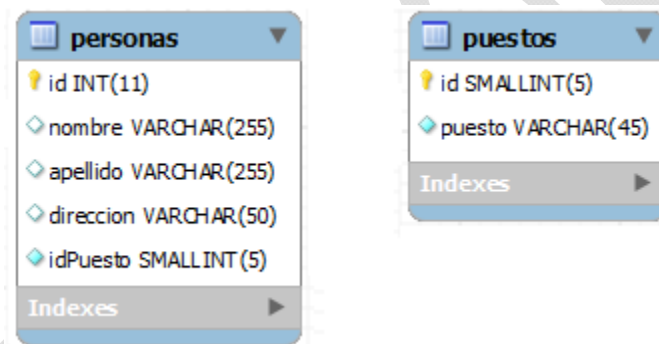 personas
id INT(11)
nombre VARCHAR(255)
apellido VARCHAR(255)
direccion VARCHAR(50)
idPuesto SMALLINT(5)
Indexes
puestos
id SMALLINT(5)
puesto VARCHAR(45)
Indexes